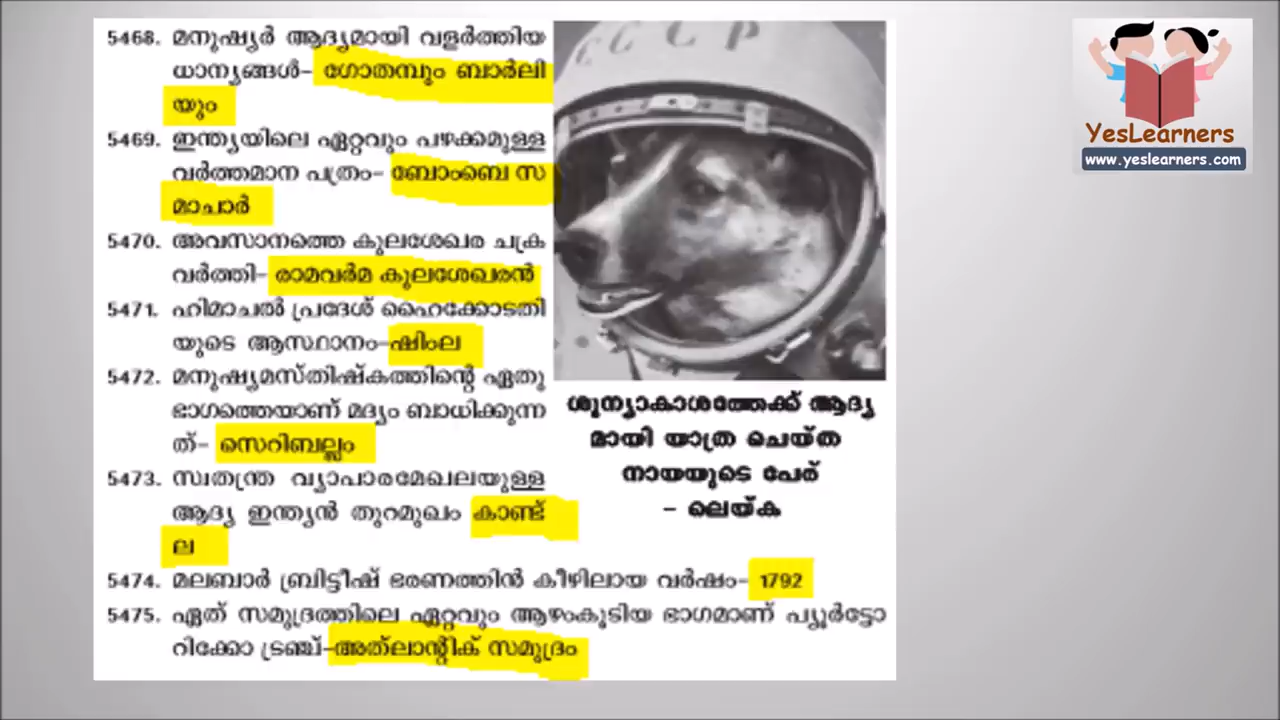 5468. മനുഷ്യർ ആദ്യമായി വളർത്തിയ
ധാന്യങ്ങൾ- ഗോതമ്പും ബാർലി
യും
5469. ഇന്ത്യയിലെ ഏറ്റവും പഴക്കമുള്ള
വർത്തമാന പത്രം- ബോംബെ സ
മാചാർ
5470. അവസാനത്തെ കുലശേഖര ചക്ര
വർത്തി- രാമവർമ കുലശേഖരൻ
5471. ഹിമാചൽ പ്രദേശ് ഹൈക്കോടതി
യുടെ ആസ്ഥാനം-ഷിംല
5472. മനുഷ്യമസ്തിഷ്കത്തിന്റെ ഏതു
ഭാഗത്തെയാണ് മദ്യം ബാധിക്കുന്ന
ത്- സെറിബല്ലം
5473. സ്വതന്ത്ര വ്യാപാരമേഖലയുള്ള
ആദ്യ ഇന്ത്യൻ തുറമുഖം കാണ്ട്
ല
5474. മലബാർ ബ്രിട്ടീഷ് ഭരണത്തിൻ കീഴിലായ വർഷം- 1792
5475. ഏത് സമുദ്രത്തിലെ ഏറ്റവും ആഴംകൂടിയ ഭാഗമാണ് പ്യൂർട്ടോ
റിക്കോ ട്രഞ്ച്-അത്‌ലാന്റിക് സമുദ്രം
CCCP
ശൂന്യാകാശത്തേക്ക് ആദ്യ
മായി യാത്ര ചെയ്ത
നായയുടെ പേര്
- ലെയ്ക
YesLearners
www.yeslearners.com